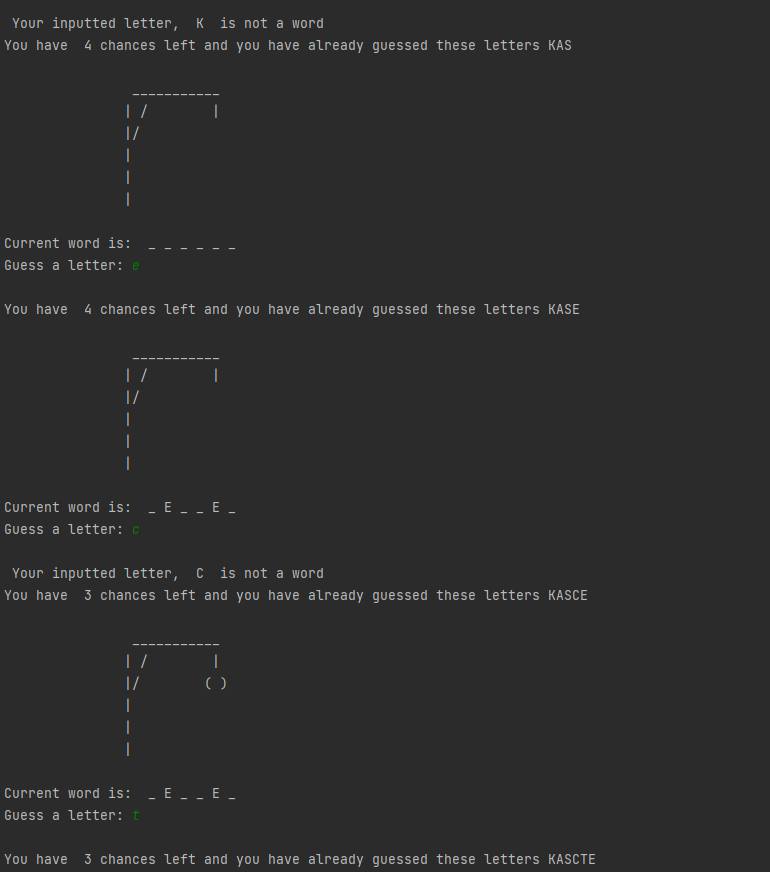 Your inputted letter,  K  is not a word
You have  4 chances left and you have already guessed these letters KAS
 ___________
| /        |
|/
|
|
|
Current word is:  _ _ _ _ _ _
Guess a letter: e
You have  4 chances left and you have already guessed these letters KASE
 ___________
| /        |
|/
|
|
|
Current word is:  _ E _ _ E _
Guess a letter: c
Your inputted letter,  C  is not a word
You have  3 chances left and you have already guessed these letters KASCE
 ___________
| /        |
|/        ( )
|
|
|
Current word is:  _ E _ _ E _
Guess a letter: t
You have  3 chances left and you have already guessed these letters KASCTE